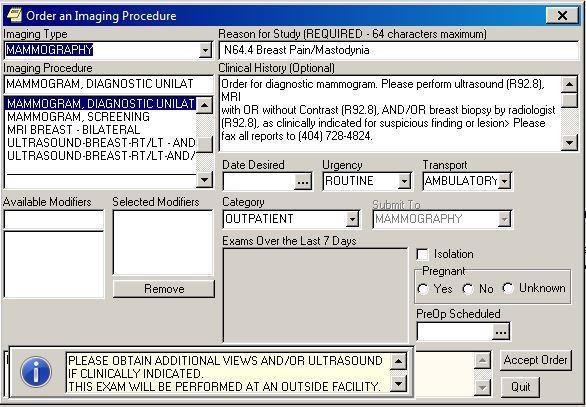 Order an Imaging Procedure
Imaging Type
MAMMOGRAPHY
Reason for Study (REQUIRED - 64 characters maximum)
N64.4 Breast Pain/Mastodynia
Imaging Procedure
MAMMOGRAM, DIAGNOSTIC UNILAT
MAMMOGRAM, DIAGNOSTIC UNILAT
MAMMOGRAM, SCREENING
MRI BREAST - BILATERAL
ULTRASOUND-BREAST-RT/LT -AND
ULTRASOUND-BREAST-RT/LT-AND/
Clinical History (Optional)
Order for diagnostic mammogram. Please perform ultrasound (R92.8),
MRI
with OR without Contrast (R92.8), AND/OR breast biopsy by radiologist
(R92.8), as clinically indicated for suspicious finding or lesion> Please
fax all reports to (404) 728-4824.
Date Desired
...
Urgency
ROUTINE
Transport
AMBULATORY
Available Modifiers
Selected Modifiers
Remove
Category
OUTPATIENT
Submit To
MAMMOGRAPHY
Exams Over the Last 7 Days
Isolation
Pregnant
Yes No Unknown
PreOp Scheduled
...
PLEASE OBTAIN ADDITIONAL VIEWS AND/OR ULTRASOUND
IF CLINICALLY INDICATED.
THIS EXAM WILL BE PERFORMED AT AN OUTSIDE FACILITY.
Accept Order
Quit